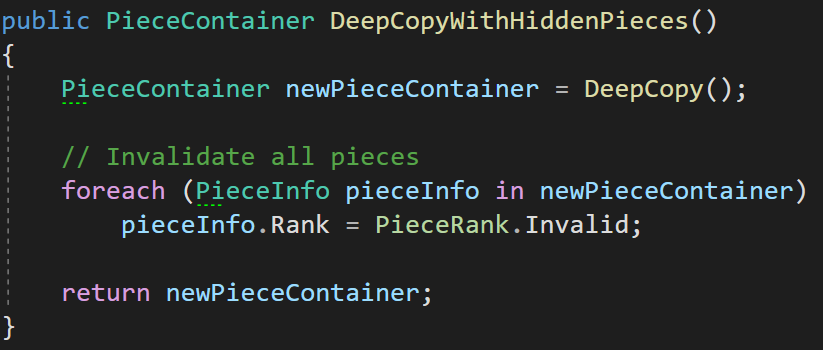 public PieceContainer DeepCopyWithHiddenPieces()
{
    PieceContainer newPieceContainer = DeepCopy();

    // Invalidate all pieces
    foreach (PieceInfo pieceInfo in newPieceContainer)
        pieceInfo.Rank = PieceRank.Invalid;

    return newPieceContainer;
}